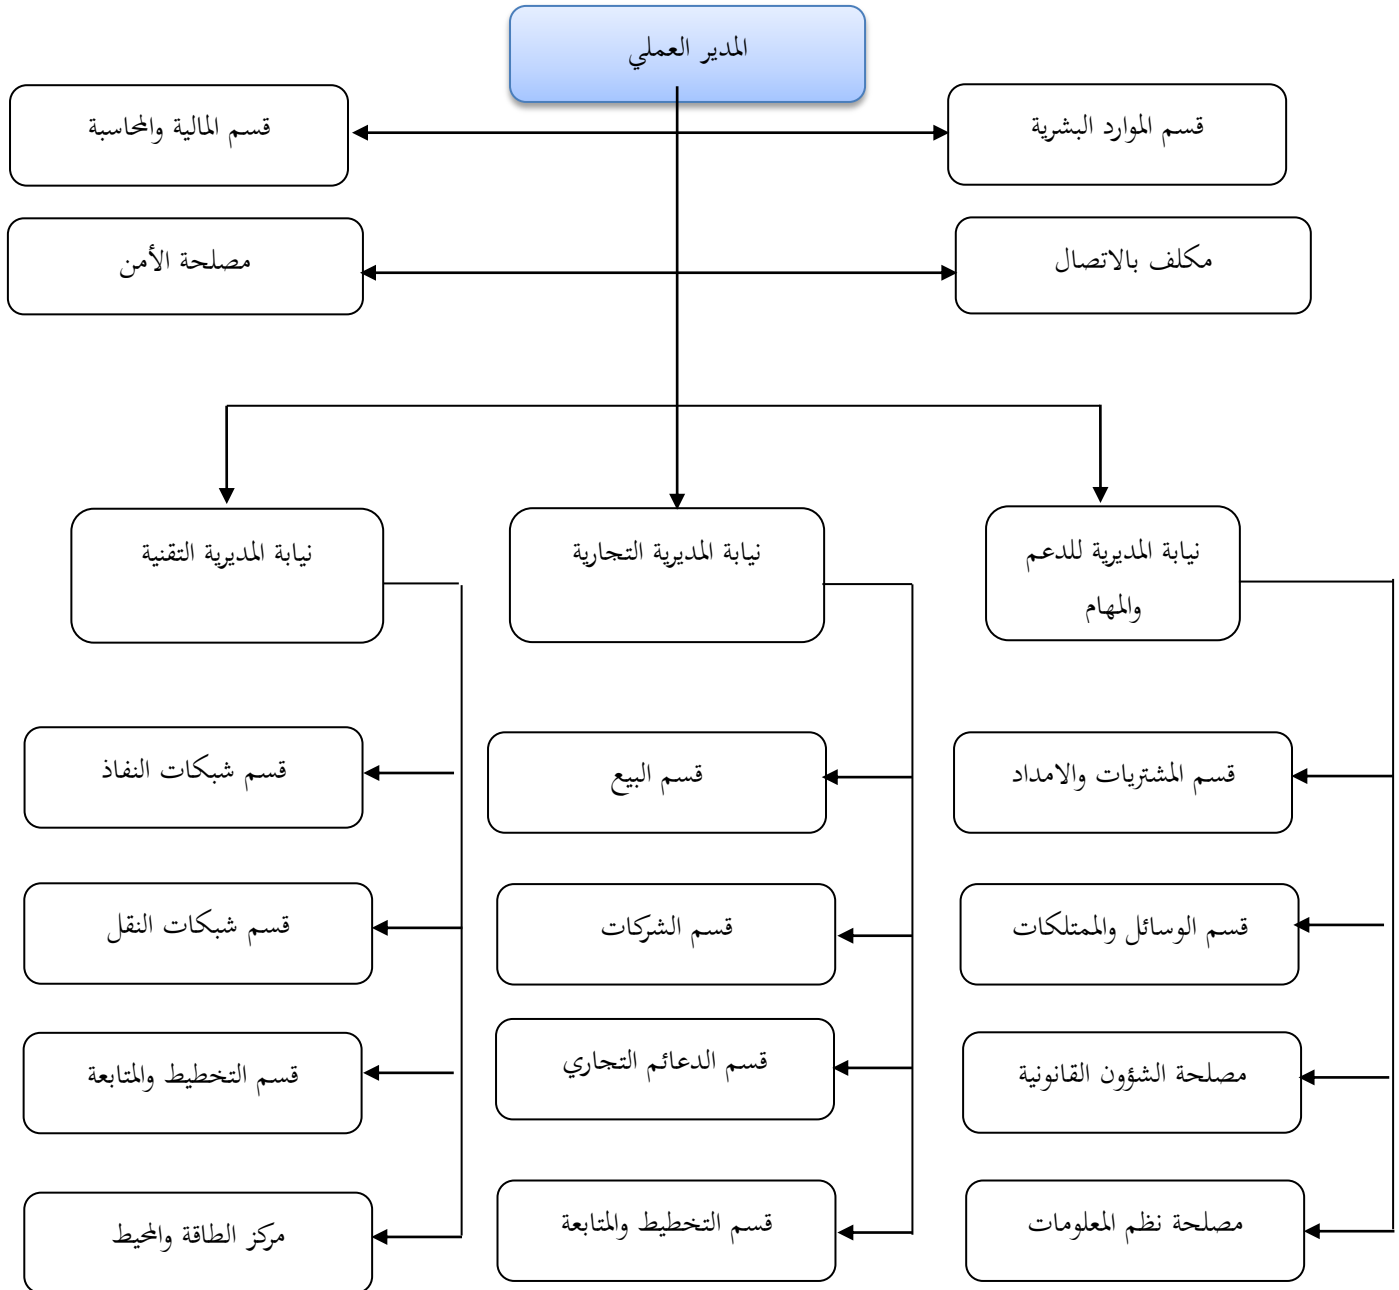 المدير العملي
قسم الموارد البشرية
قسم المالية والمحاسبة
مكلف بالاتصال
مصلحة الأمن
نيابة المديرية للدعم
والمهام
نيابة المديرية التجارية
نيابة المديرية التقنية
قسم المشتريات والامداد
قسم البيع
قسم شبكات النفاذ
قسم الوسائل والممتلكات
قسم الشركات
قسم شبكات النقل
مصلحة الشؤون القانونية
قسم الدعائم التجاري
قسم التخطيط والمتابعة
مصلحة نظم المعلومات
قسم التخطيط والمتابعة
مركز الطاقة والمحيط